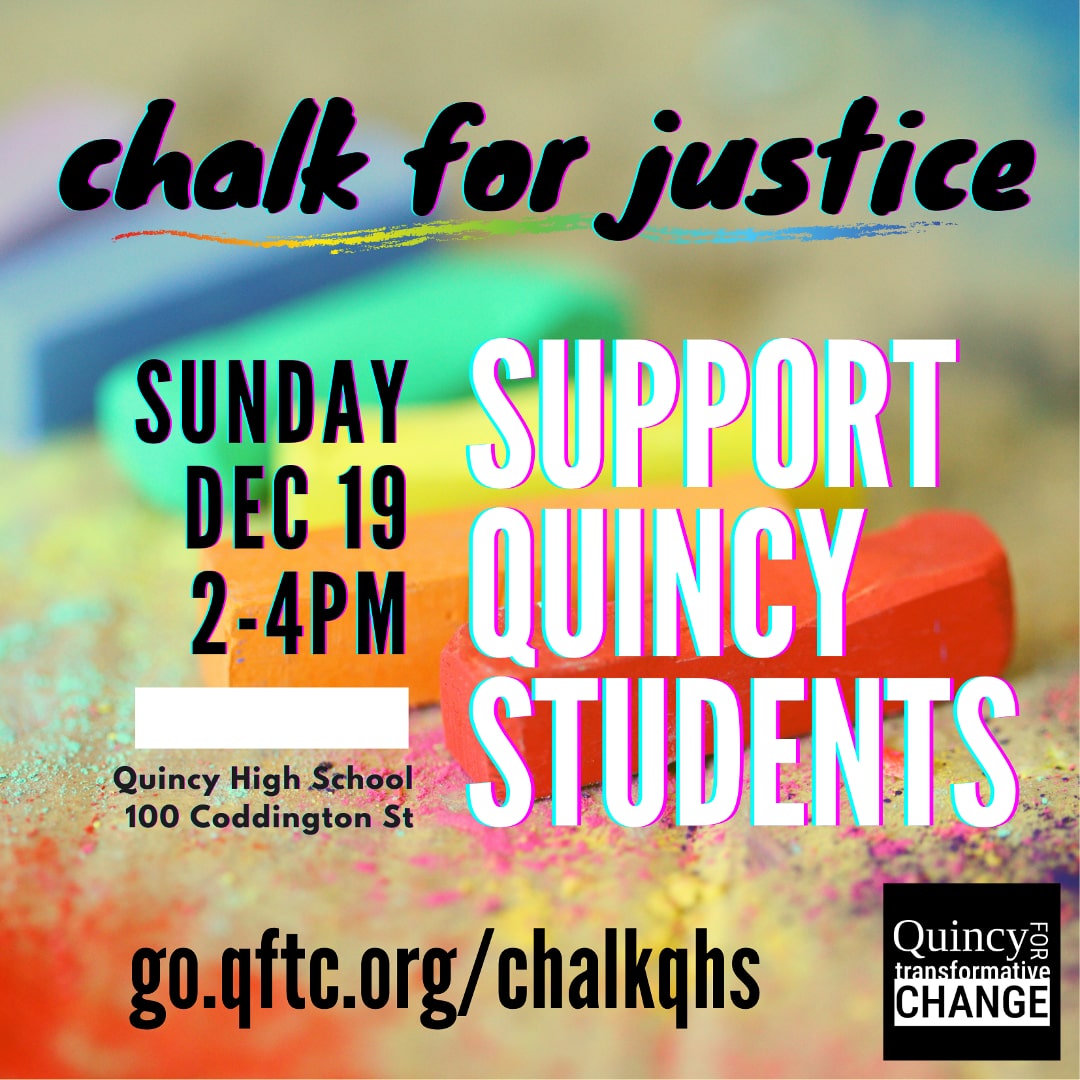 chalk for justice
SUNDAY
DEC 19
2-4PM
Quincy High School
100 Coddington St
SUPPORT
QUINCY
STUDENTS
go.qftc.org/chalkqhs
Quincy FOR
transformative
CHANGE